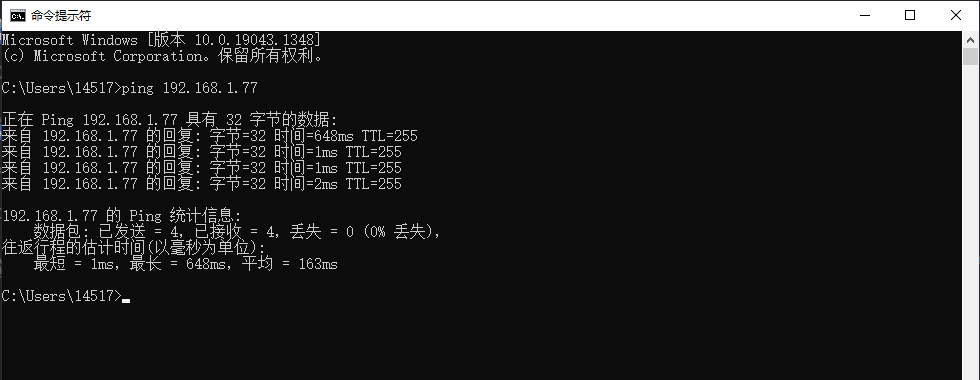 命令提示符
Microsoft Windows [版本 10.0.19043.1348]
(c) Microsoft Corporation。保留所有权利。
C:\Users\14517>ping 192.168.1.77
正在 Ping 192.168.1.77 具有 32 字节的数据:
来自 192.168.1.77 的回复: 字节=32 时间=648ms TTL=255
来自 192.168.1.77 的回复: 字节=32 时间=1ms TTL=255
来自 192.168.1.77 的回复: 字节=32 时间=1ms TTL=255
来自 192.168.1.77 的回复: 字节=32 时间=2ms TTL=255
192.168.1.77 的 Ping 统计信息:
数据包: 已发送 = 4，已接收 = 4，丢失 = 0 (0% 丢失)，
往返行程的估计时间(以毫秒为单位):
最短 = 1ms，最长 = 648ms，平均 = 163ms
C:\Users\14517>